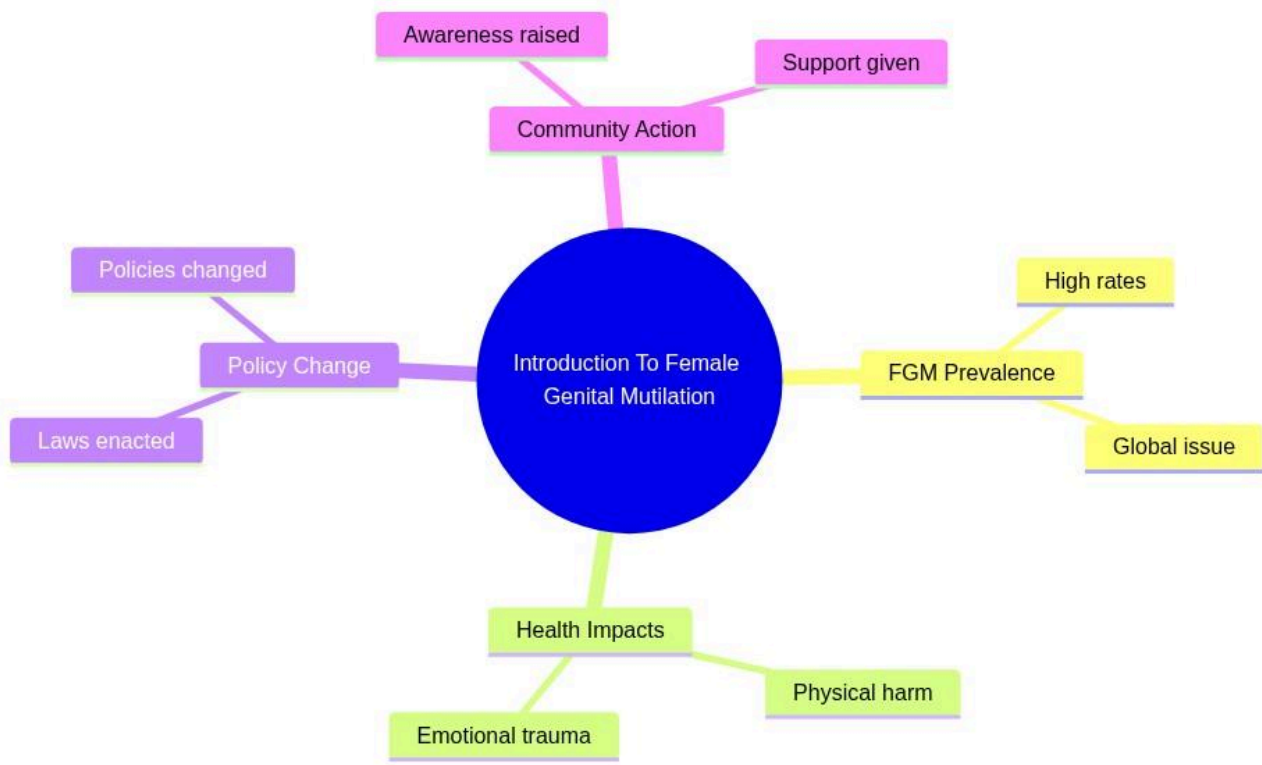 Awareness raised
Support given
Community Action
Policies changed
Policy Change
Laws enacted
Introduction To Female
Genital Mutilation
High rates
FGM Prevalence
Global issue
Health Impacts
Physical harm
Emotional trauma